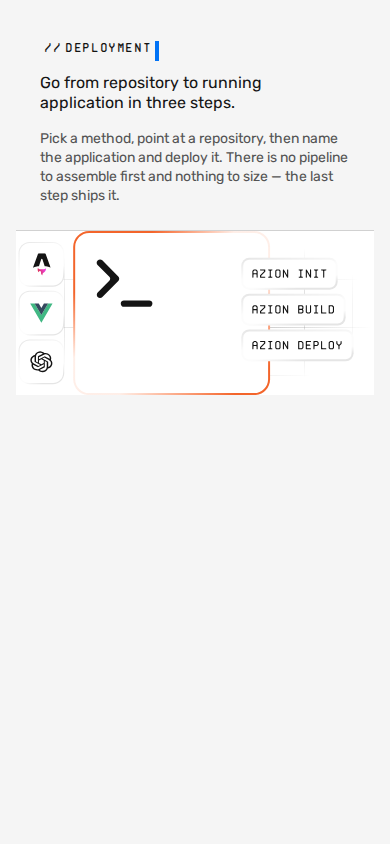 // DEPLOYMENT
Go from repository to running
application in three steps.
Pick a method, point at a repository, then name
the application and deploy it. There is no pipeline
to assemble first and nothing to size — the last
step ships it.
AZION INIT
AZION BUILD
AZION DEPLOY